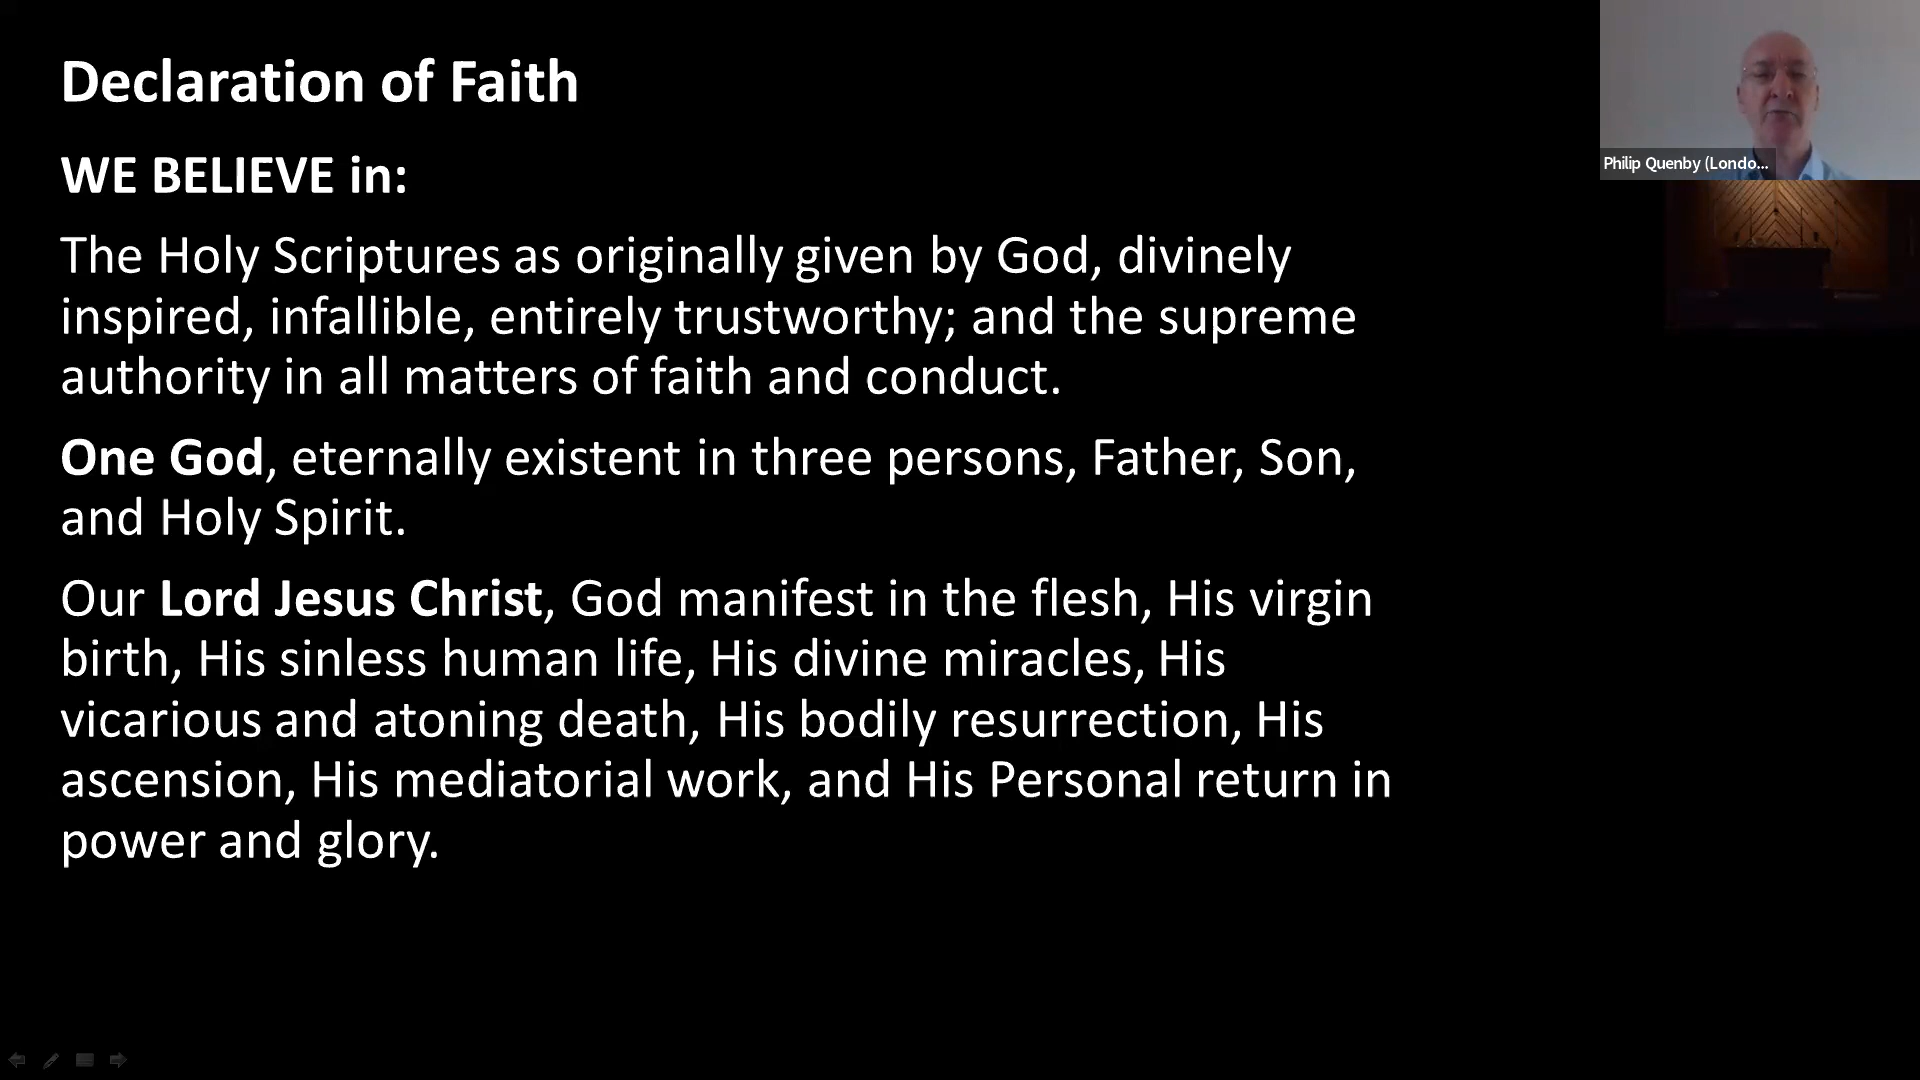 Declaration of Faith
WE BELIEVE in:
The Holy Scriptures as originally given by God, divinely
inspired, infallible, entirely trustworthy; and the supreme
authority in all matters of faith and conduct.
One God, eternally existent in three persons, Father, Son,
and Holy Spirit.
Our Lord Jesus Christ, God manifest in the flesh, His virgin
birth, His sinless human life, His divine miracles, His
vicarious and atoning death, His bodily resurrection, His
ascension, His mediatorial work, and His Personal return in
power and glory.
Philip Quenby (Londo...